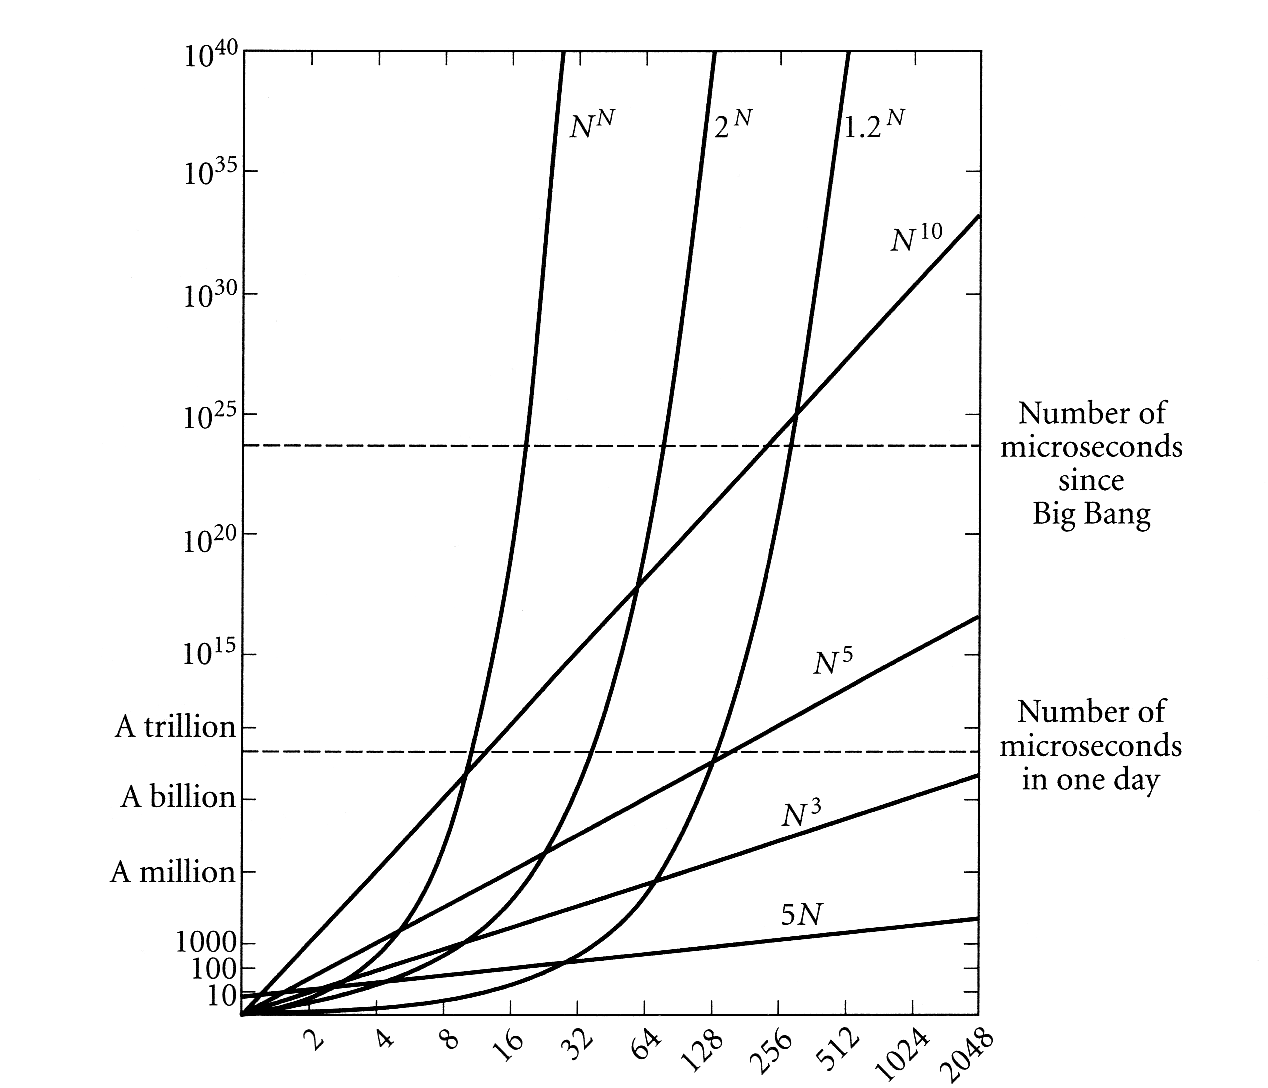 10^40
10^35
10^30
10^25
10^20
10^15
A trillion
A billion
A million
1000
100
10
N^N
2^N
1.2^N
N^10
N^5
N^3
5N
Number of
microseconds
since
Big Bang
Number of
microseconds
in one day
2
4
8
16
32
64
128
256
512
1024
2048